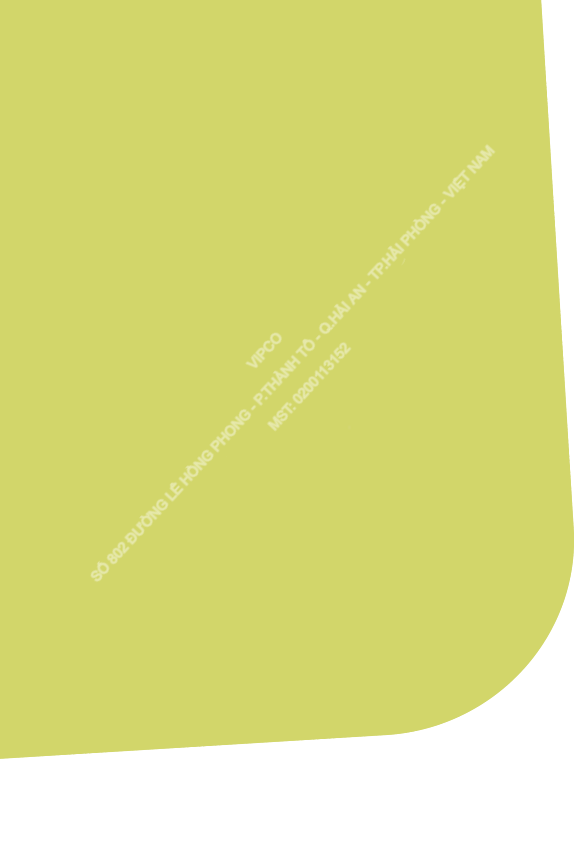 VIPCO
SỐ 802 ĐƯỜNG LÊ HỒNG PHONG - P.THÀNH TÔ - Q.HẢI AN - TP.HẢI PHÒNG - VIỆT NAM
MST: 0200113152